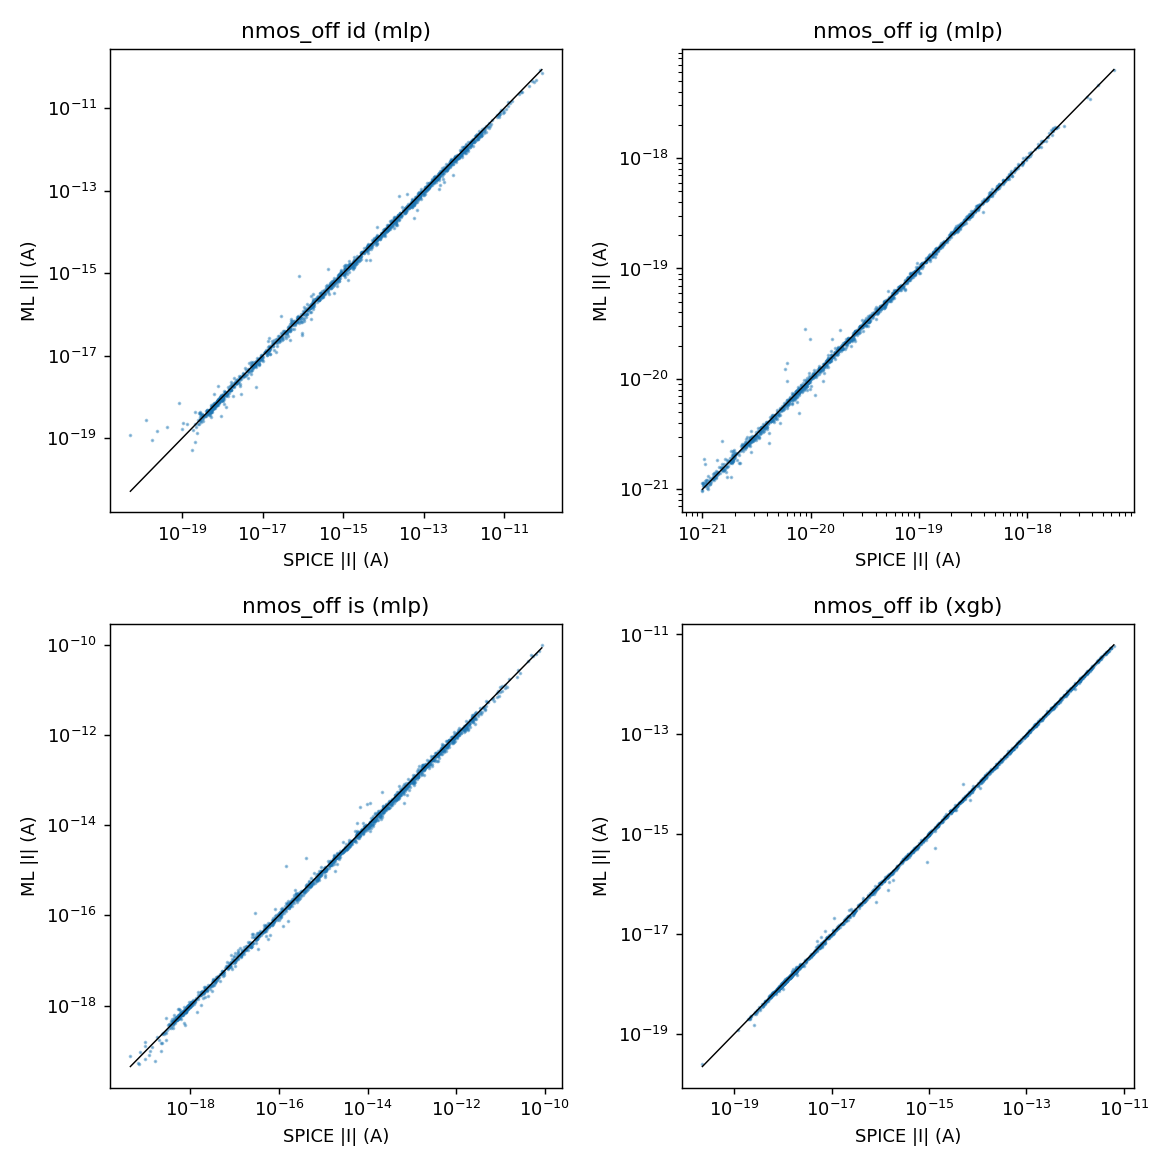 nmos_off id (mlp)
ML |I| (A)
10⁻¹¹
10⁻¹³
10⁻¹⁵
10⁻¹⁷
10⁻¹⁹
10⁻¹⁹ 10⁻¹⁷ 10⁻¹⁵ 10⁻¹³ 10⁻¹¹
SPICE |I| (A)
nmos_off ig (mlp)
ML |I| (A)
10⁻¹⁸
10⁻¹⁹
10⁻²⁰
10⁻²¹
10⁻²¹ 10⁻²⁰ 10⁻¹⁹ 10⁻¹⁸
SPICE |I| (A)
nmos_off is (mlp)
ML |I| (A)
10⁻¹⁰
10⁻¹²
10⁻¹⁴
10⁻¹⁶
10⁻¹⁸
10⁻¹⁸ 10⁻¹⁶ 10⁻¹⁴ 10⁻¹² 10⁻¹⁰
SPICE |I| (A)
nmos_off ib (xgb)
ML |I| (A)
10⁻¹¹
10⁻¹³
10⁻¹⁵
10⁻¹⁷
10⁻¹⁹
10⁻¹⁹ 10⁻¹⁷ 10⁻¹⁵ 10⁻¹³ 10⁻¹¹
SPICE |I| (A)